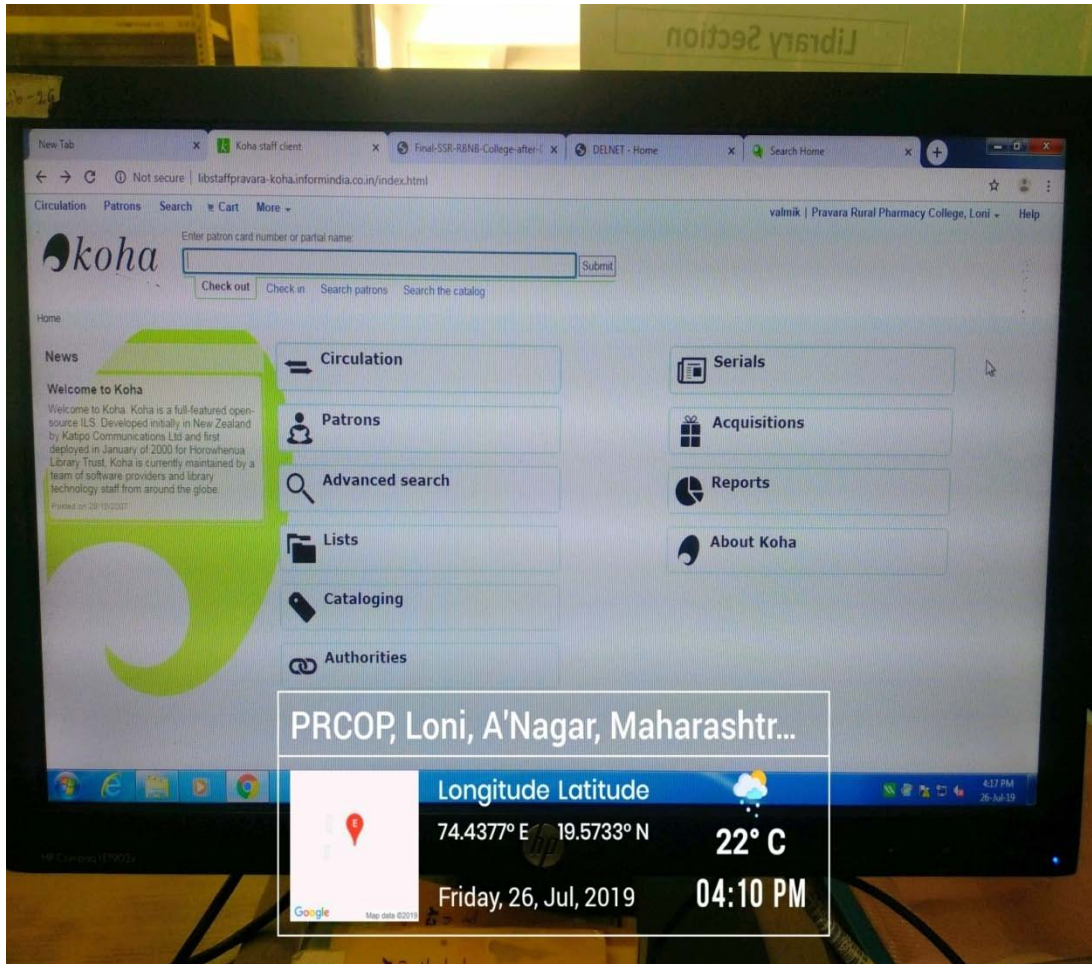 Library Section
New Tab
Koha staff client
Final-SSR-RBNB-College-after-
DELNET - Home
Search Home
Not secure | libstaffpravara-koha.informindia.co.in/index.html
Circulation Patrons Search Cart More
valmik | Pravara Rural Pharmacy College, Loni Help
koha
Enter patron card number or partial name:
Submit
Check out Check in Search patrons Search the catalog
Home
News
Welcome to Koha
Welcome to Koha. Koha is a full-featured open-
source ILS. Developed initially in New Zealand
by Katipo Communications Ltd and first
deployed in January of 2000 for Horowhenua
Library Trust, Koha is currently maintained by a
team of software providers and library
technology staff from around the globe.
Posted on
Circulation
Patrons
Advanced search
Lists
Cataloging
Authorities
Serials
Acquisitions
Reports
About Koha
4:17 PM
26-Jul-19
hp
PRCOP, Loni, A'Nagar, Maharashtr...
Longitude Latitude
74.4377° E 19.5733° N
22° C
Friday, 26, Jul, 2019
04:10 PM
Google
Map data ©2019